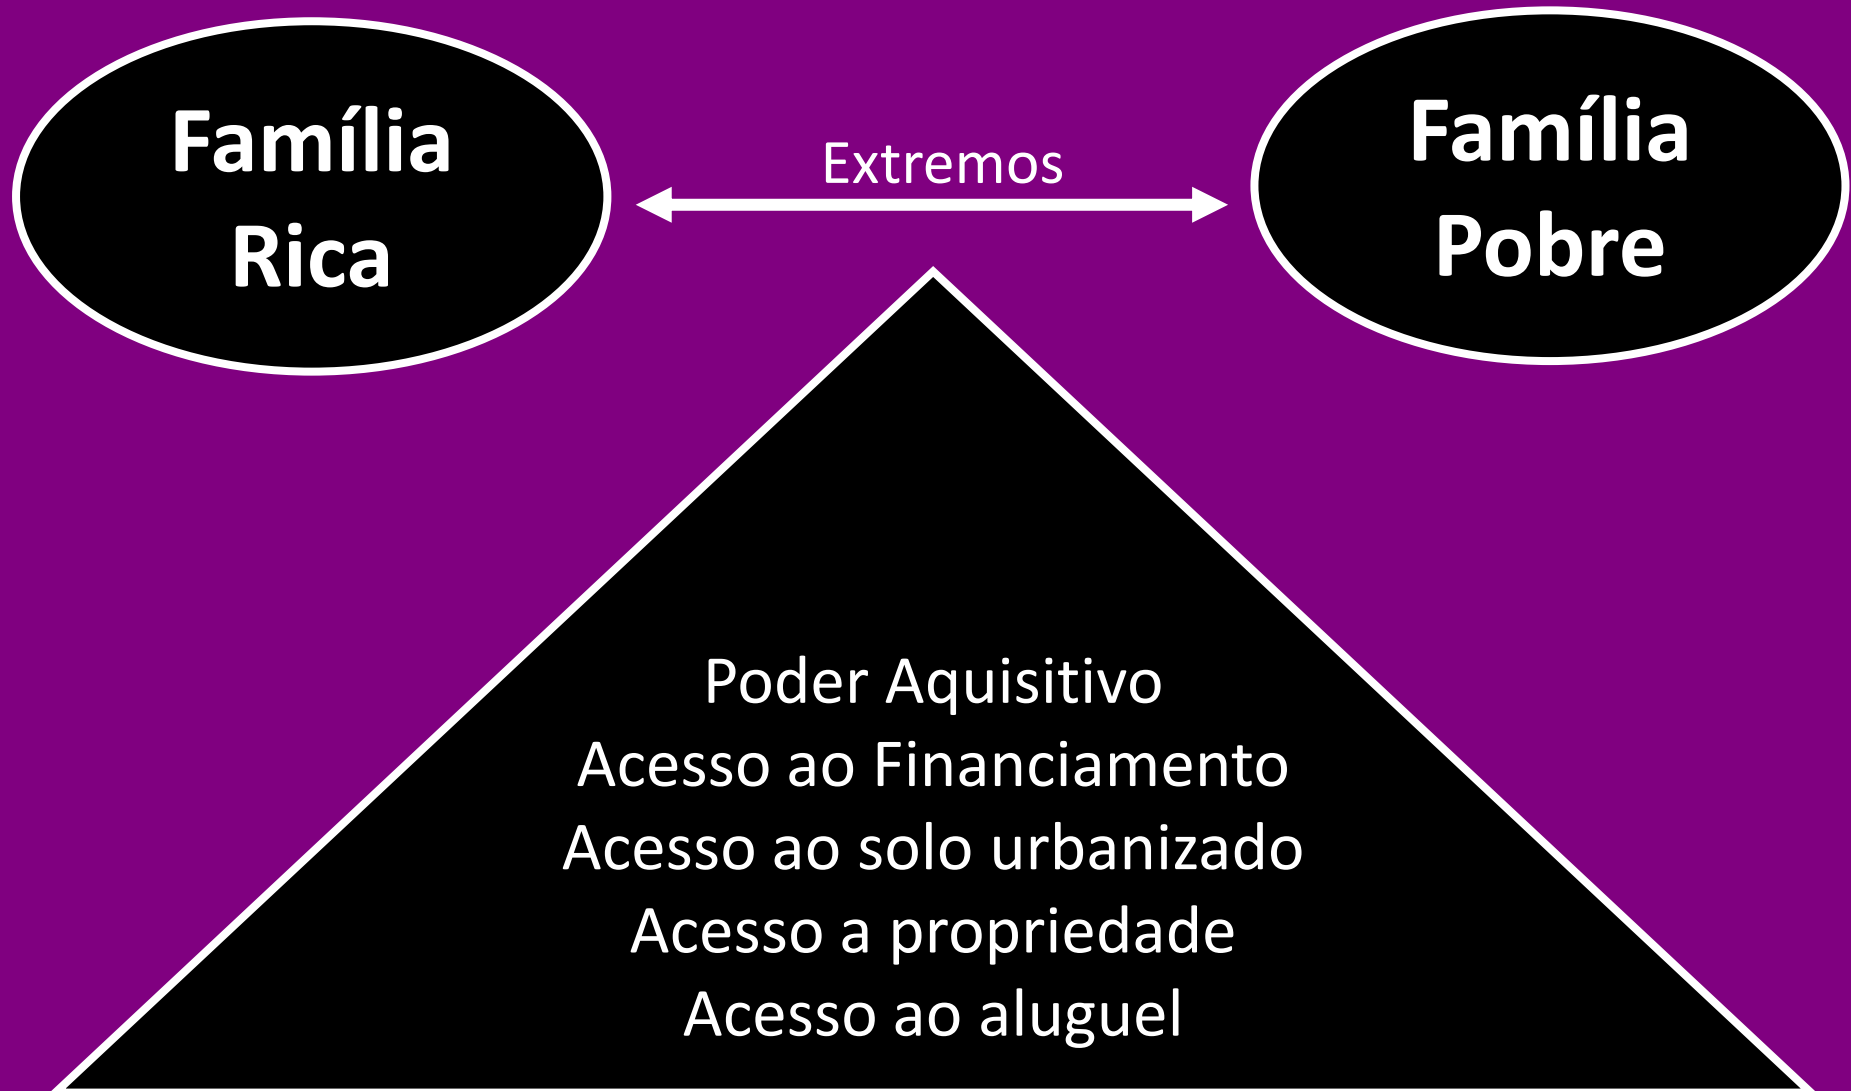 Família
Rica
Extremos
Família
Pobre
Poder Aquisitivo
Acesso ao Financiamento
Acesso ao solo urbanizado
Acesso a propriedade
Acesso ao aluguel